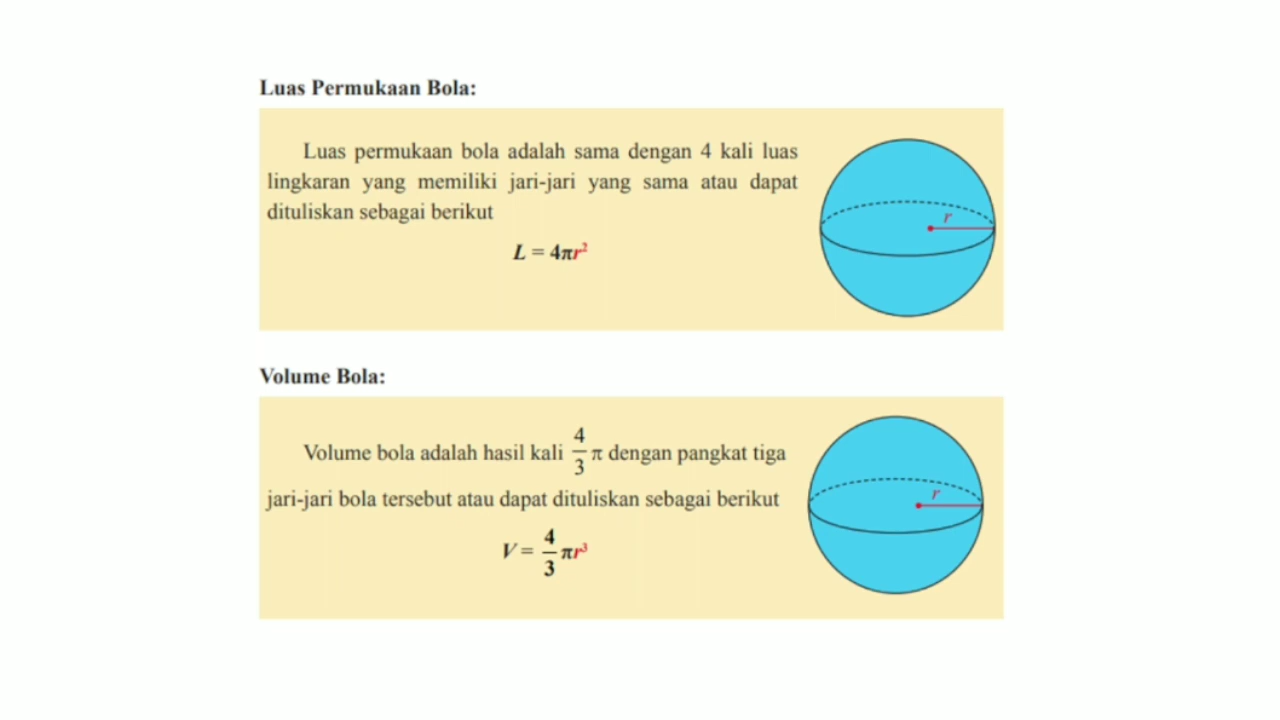 Luas Permukaan Bola:
Luas permukaan bola adalah sama dengan 4 kali luas
lingkaran yang memiliki jari-jari yang sama atau dapat
dituliskan sebagai berikut
L = 4πr²
r
Volume Bola:
Volume bola adalah hasil kali 4/3 π dengan pangkat tiga
jari-jari bola tersebut atau dapat dituliskan sebagai berikut
V = 4/3 πr³
r